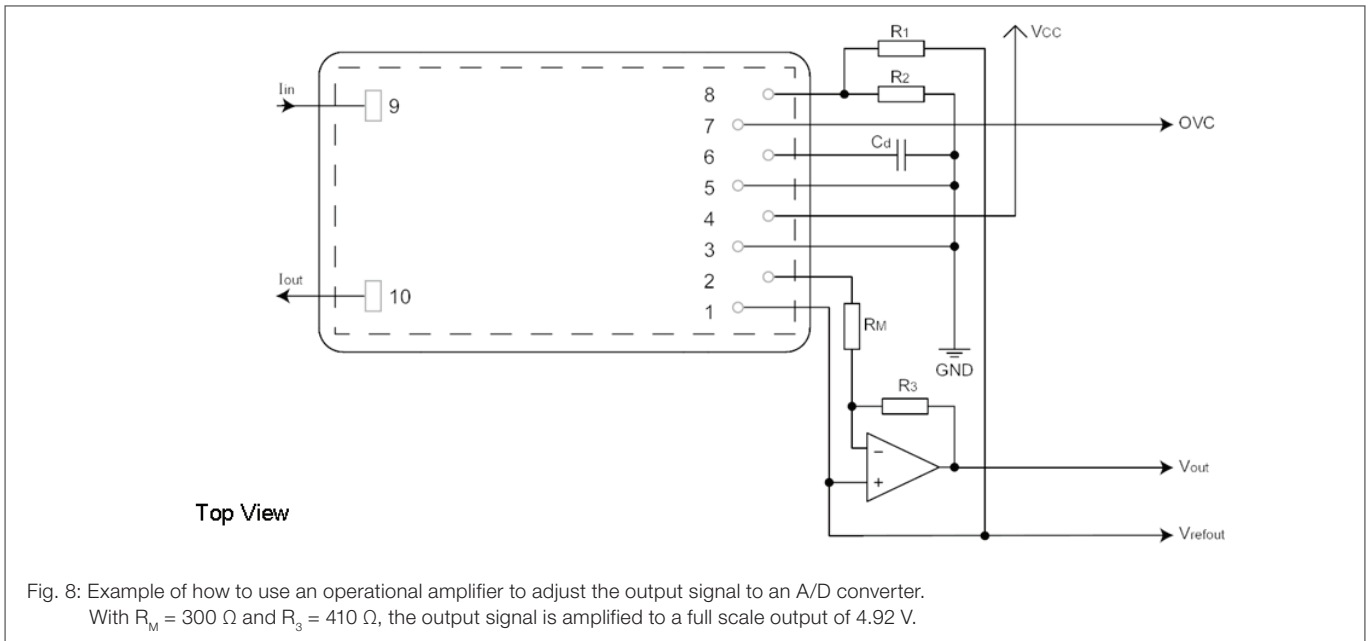 R1
VCC
R2
Iin
9
8
7
OVC
Cd
6
5
4
3
Iout
10
2
1
RM
GND
R3
−
+
Vout
Top View
Vrefout
Fig. 8: Example of how to use an operational amplifier to adjust the output signal to an A/D converter.
With RM = 300 Ω and R3 = 410 Ω, the output signal is amplified to a full scale output of 4.92 V.